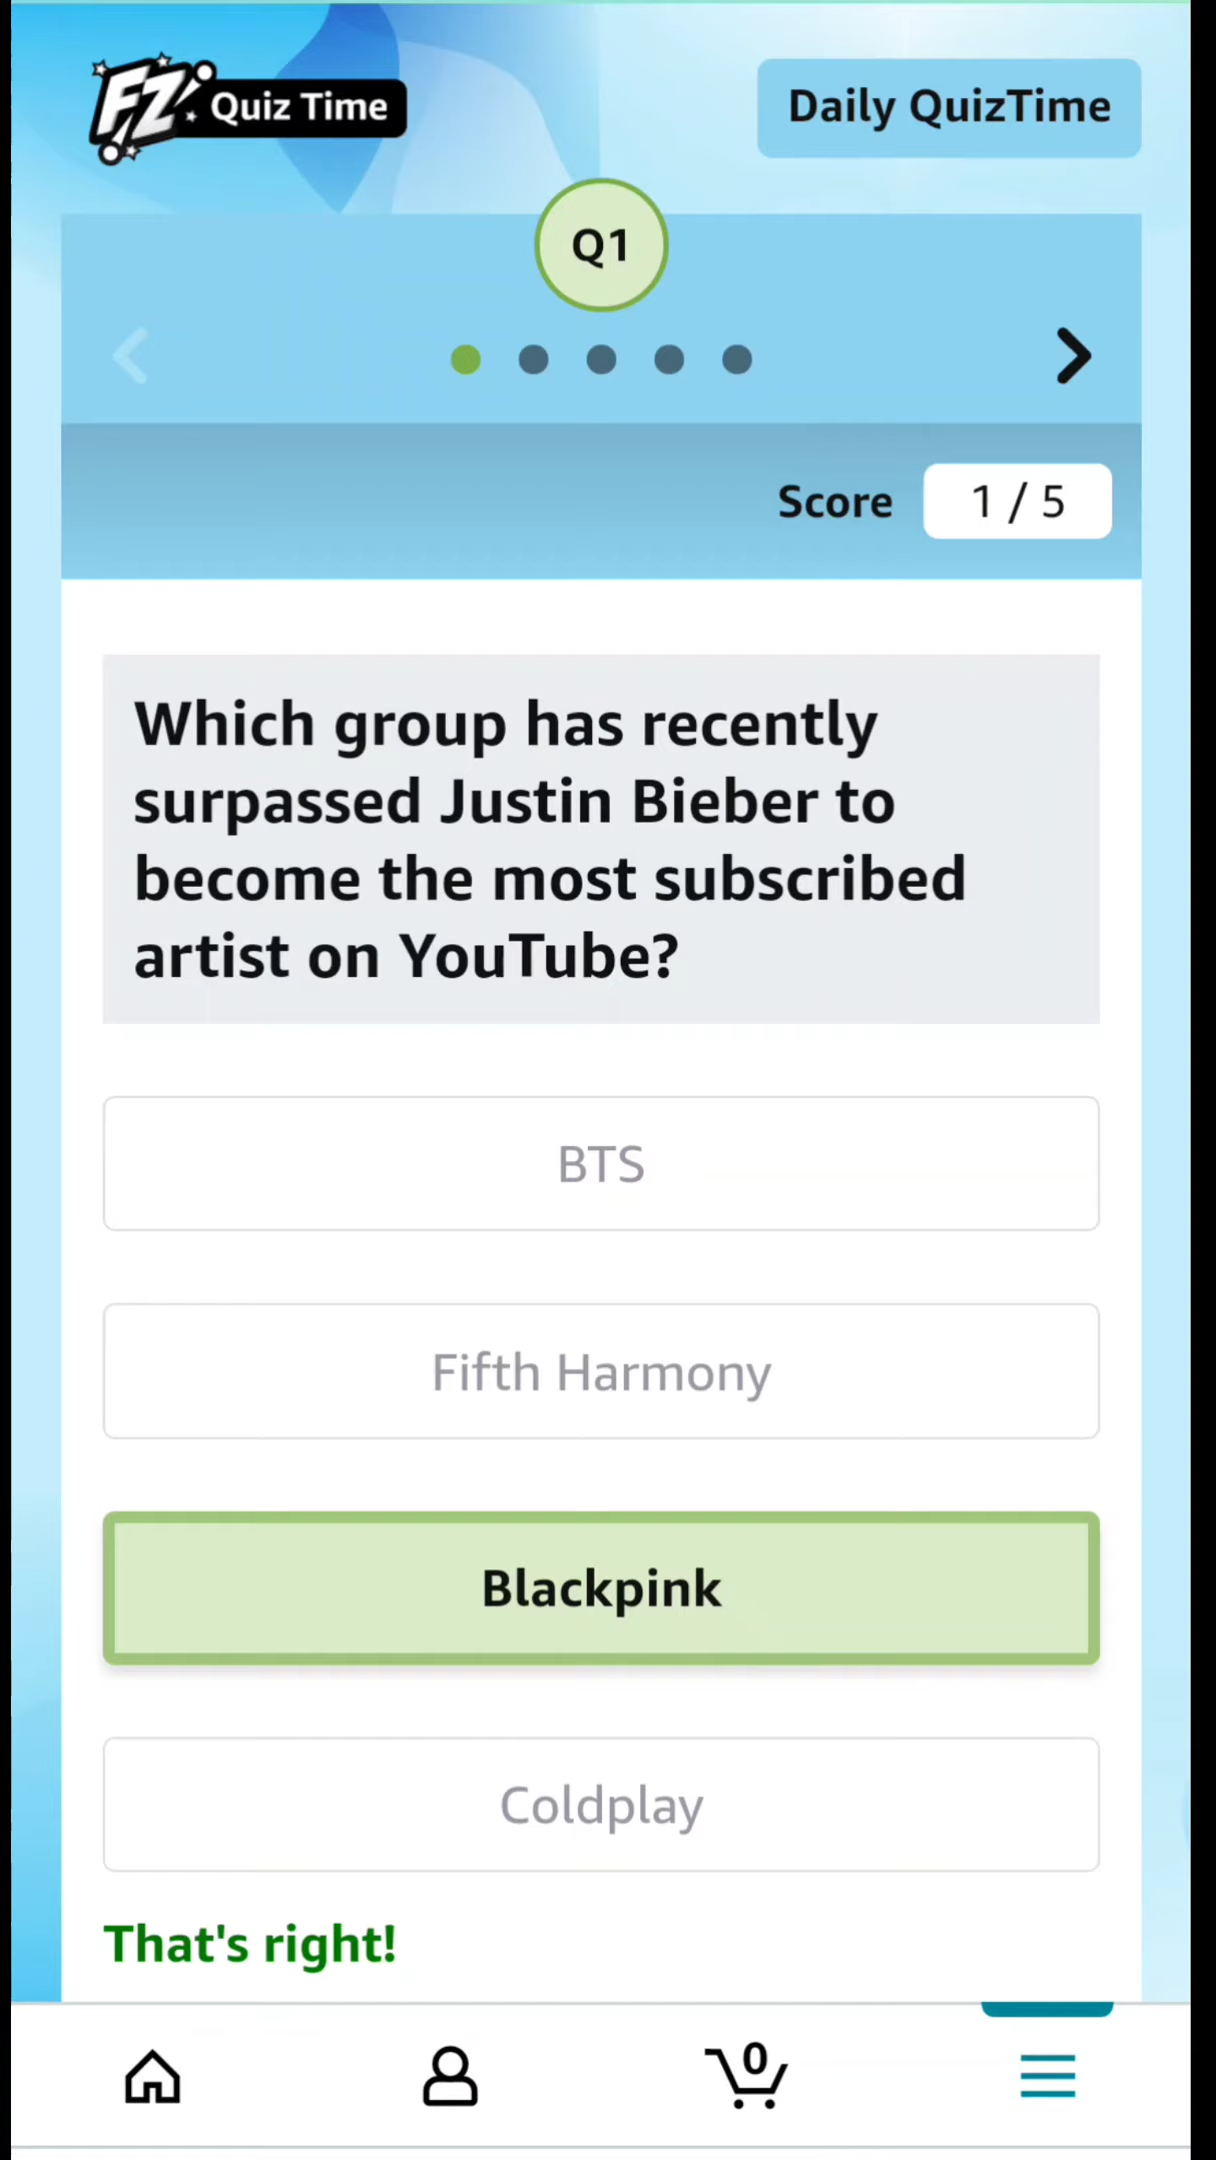 FZ Quiz Time
Daily QuizTime
Q1
Score 1 / 5
Which group has recently
surpassed Justin Bieber to
become the most subscribed
artist on YouTube?
BTS
Fifth Harmony
Blackpink
Coldplay
That's right!
0